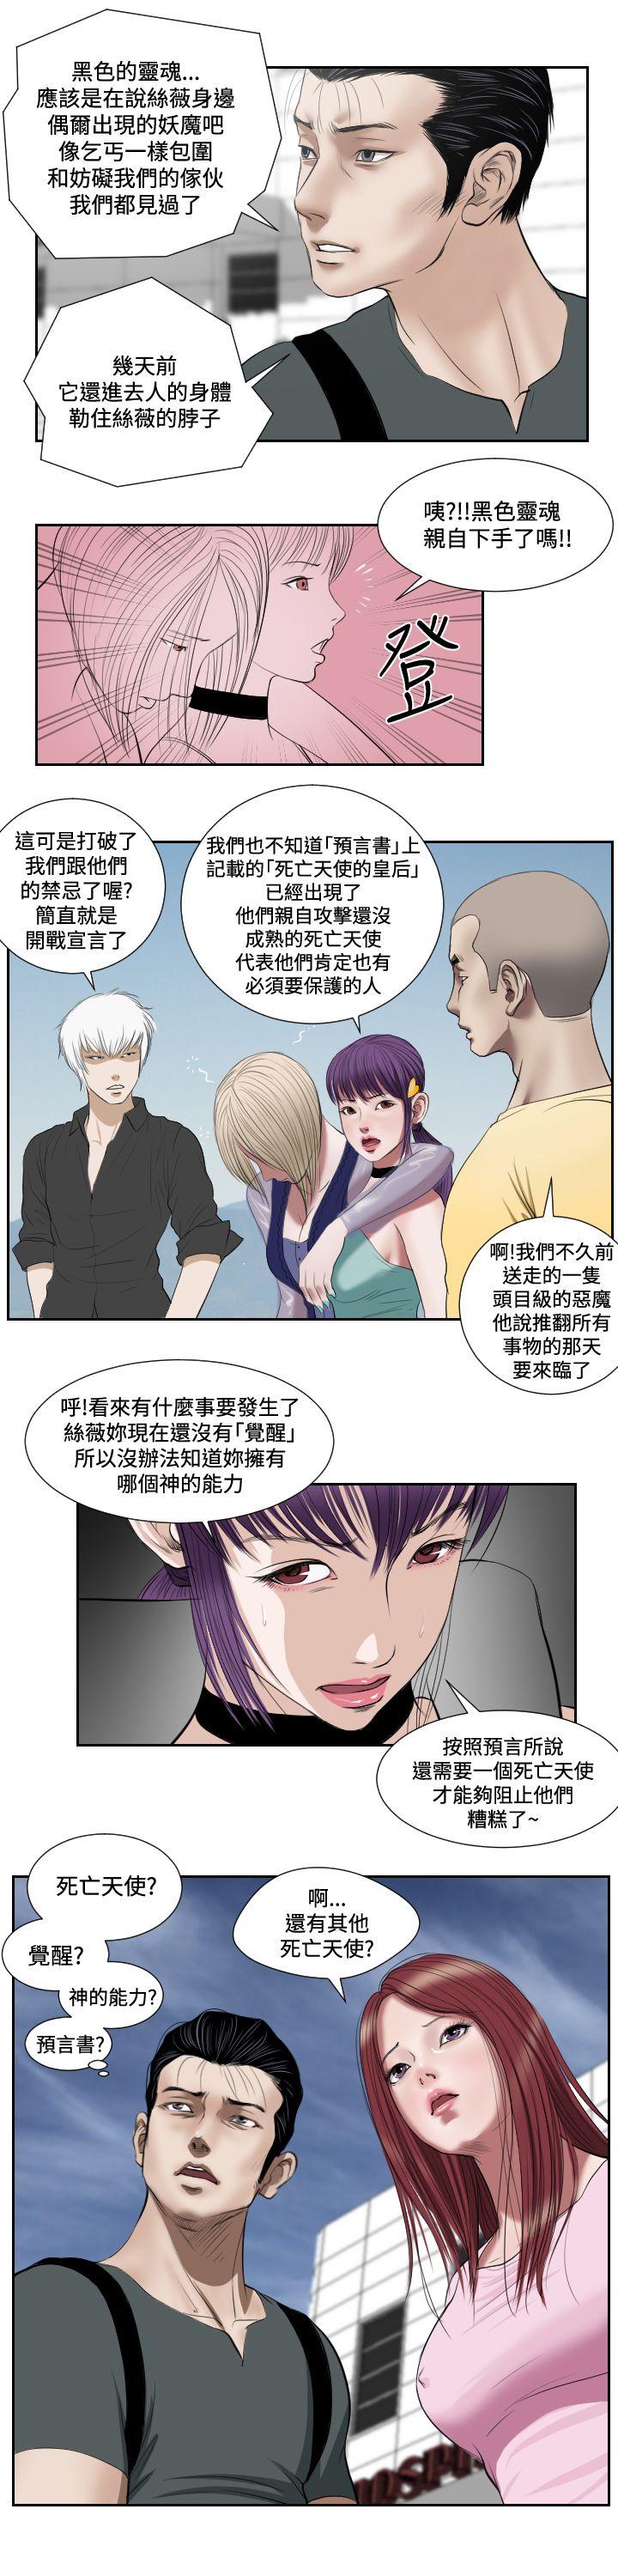 黑色的靈魂...
應該是在說絲薇身邊
偶爾出現的妖魔吧
像乞丐一樣包圍
和妨礙我們的傢伙
我們都見過了
幾天前
它還進去人的身體
勒住絲薇的脖子
咦?!!黑色靈魂
親自下手了嗎!!
登
這可是打破了
我們跟他們
的禁忌了喔?
簡直就是
開戰宣言了
我們也不知道「預言書」上
記載的「死亡天使的皇后」
已經出現了
他們親自攻擊還沒
成熟的死亡天使
代表他們肯定也有
必須要保護的人
啊!我們不久前
送走的一隻
頭目級的惡魔
他說推翻所有
事物的那天
要來臨了
呼!看來有什麼事要發生了
絲薇妳現在還沒有「覺醒」
所以沒辦法知道妳擁有
哪個神的能力
按照預言所說
還需要一個死亡天使
才能夠阻止他們
糟糕了~
死亡天使?
覺醒?
神的能力?
預言書?
啊...
還有其他
死亡天使?